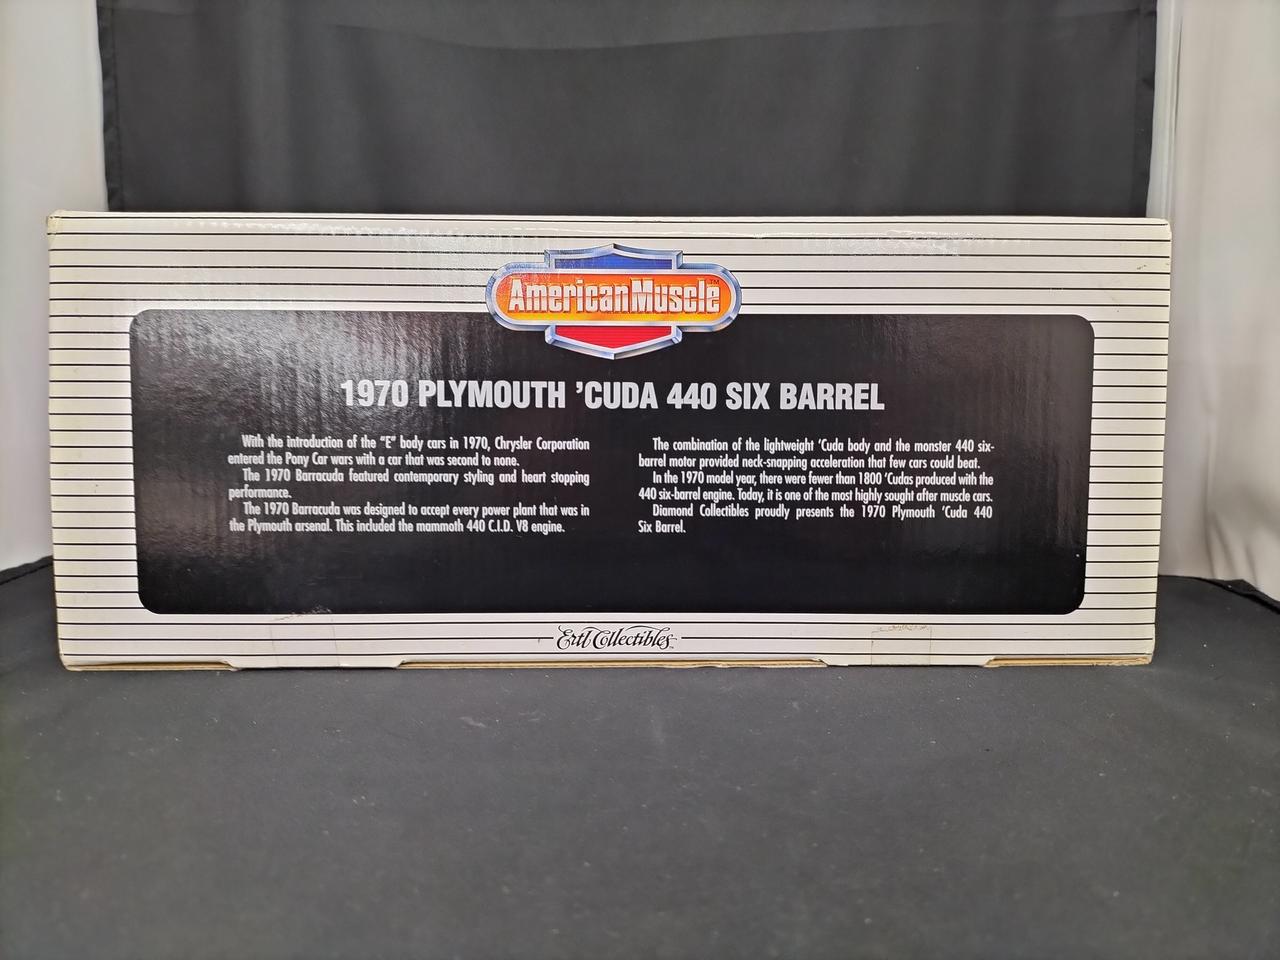 AmericanMuscle™
1970 PLYMOUTH 'CUDA 440 SIX BARREL
With the introduction of the "E" body cars in 1970, Chrysler Corporation
entered the Pony Car wars with a car that was second to none.
The 1970 Barracuda featured contemporary styling and heart stopping
performance.
The 1970 Barracuda was designed to accept every power plant that was in
the Plymouth arsenal. This included the mammoth 440 C.I.D. V8 engine.
The combination of the lightweight 'Cuda body and the monster 440 six-
barrel motor provided neck-snapping acceleration that few cars could beat.
In the 1970 model year, there were fewer than 1800 'Cudas produced with the
440 six-barrel engine. Today, it is one of the most highly sought after muscle cars.
Diamond Collectibles proudly presents the 1970 Plymouth 'Cuda 440
Six Barrel.
Ertl Collectibles™